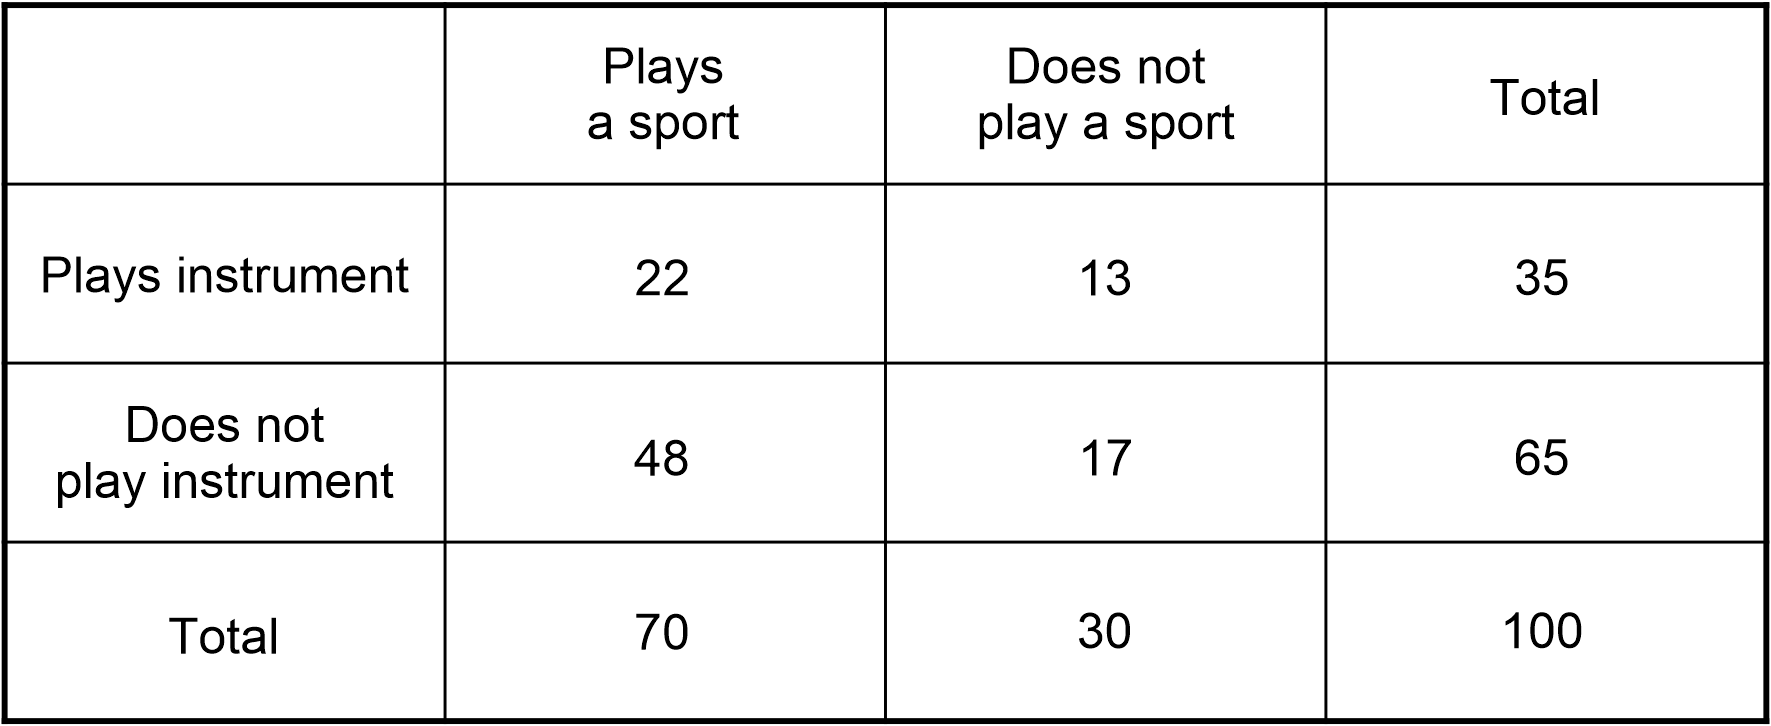 Plays
a sport
Does not
play a sport
Total
Plays instrument
22
13
35
Does not
play instrument
48
17
65
Total
70
30
100